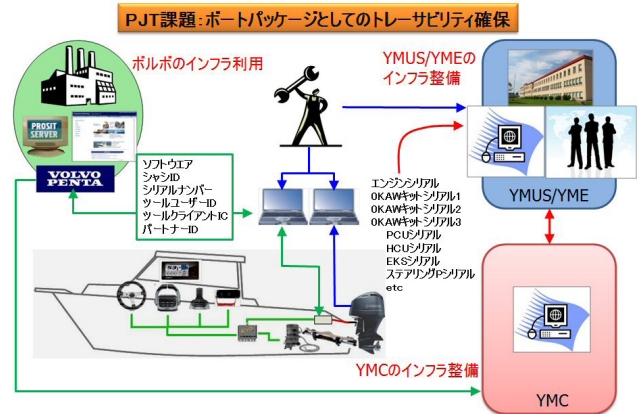 PJT課題:ボートパッケージとしてのトレーサビリティ確保
ボルボのインフラ利用
YMUS/YMEの
インフラ整備
PROSIT
SERVER
VOLVO
PENTA
ソフトウエア
シャシID
シリアルナンバー
ツールユーザーID
ツールクライアントIC
パートナーID
エンジンシリアル
OKAWキットシリアル1
OKAWキットシリアル2
OKAWキットシリアル3
PCUシリアル
HCUシリアル
EKSシリアル
ステアリングPシリアル
etc
YMUS/YME
YMCのインフラ整備
YMC